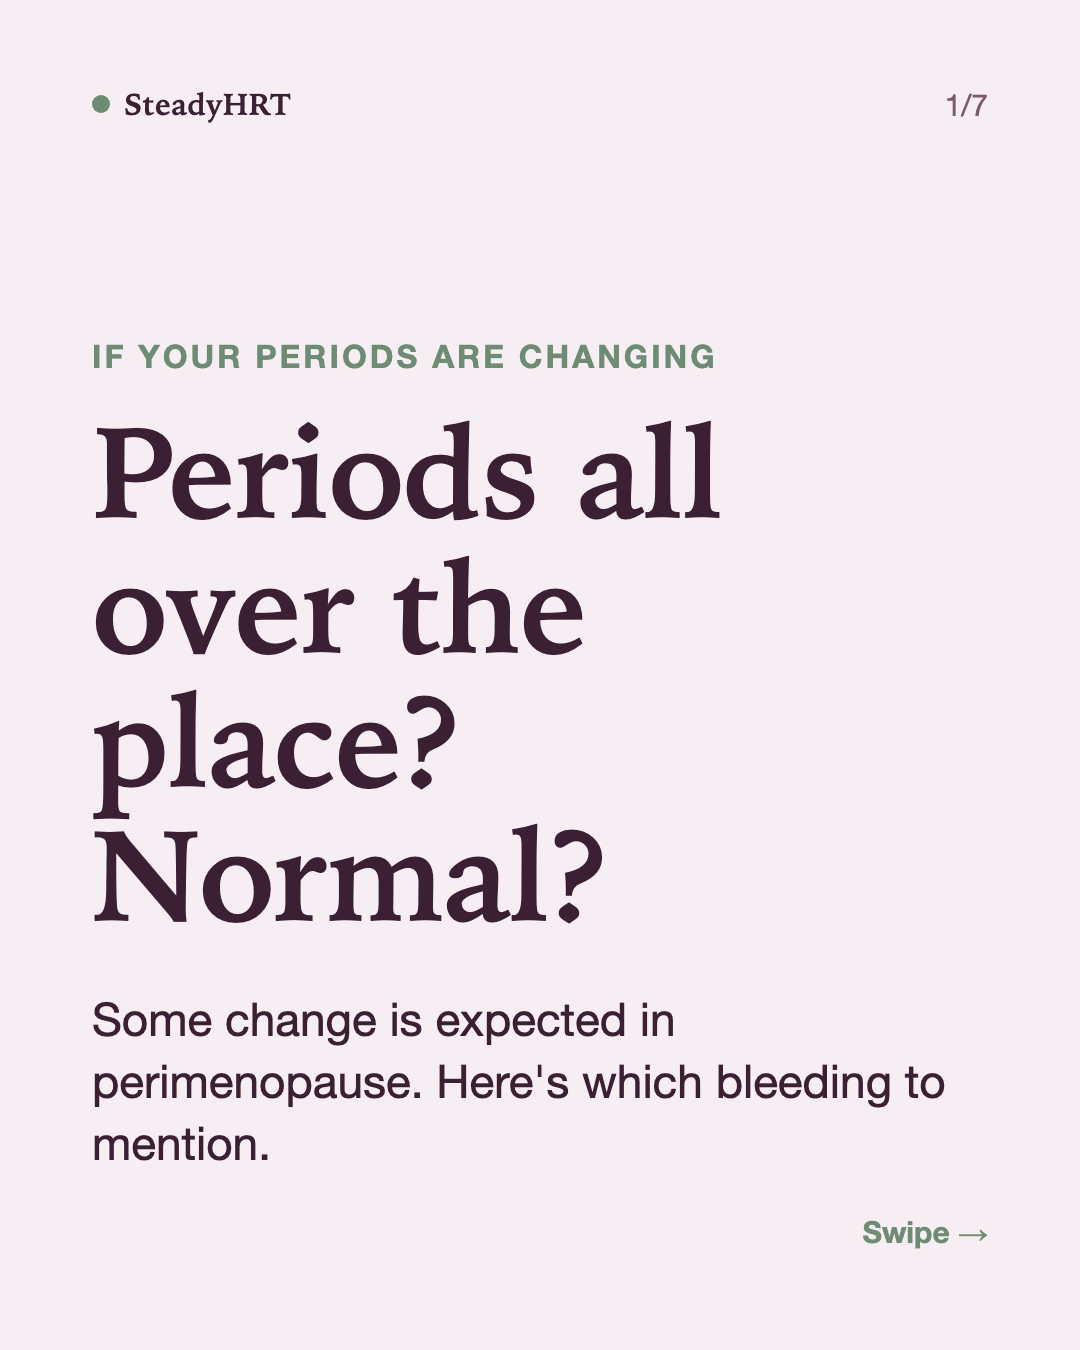 SteadyHRT
1/7
IF YOUR PERIODS ARE CHANGING
Periods all
over the
place?
Normal?
Some change is expected in
perimenopause. Here's which bleeding to
mention.
Swipe →